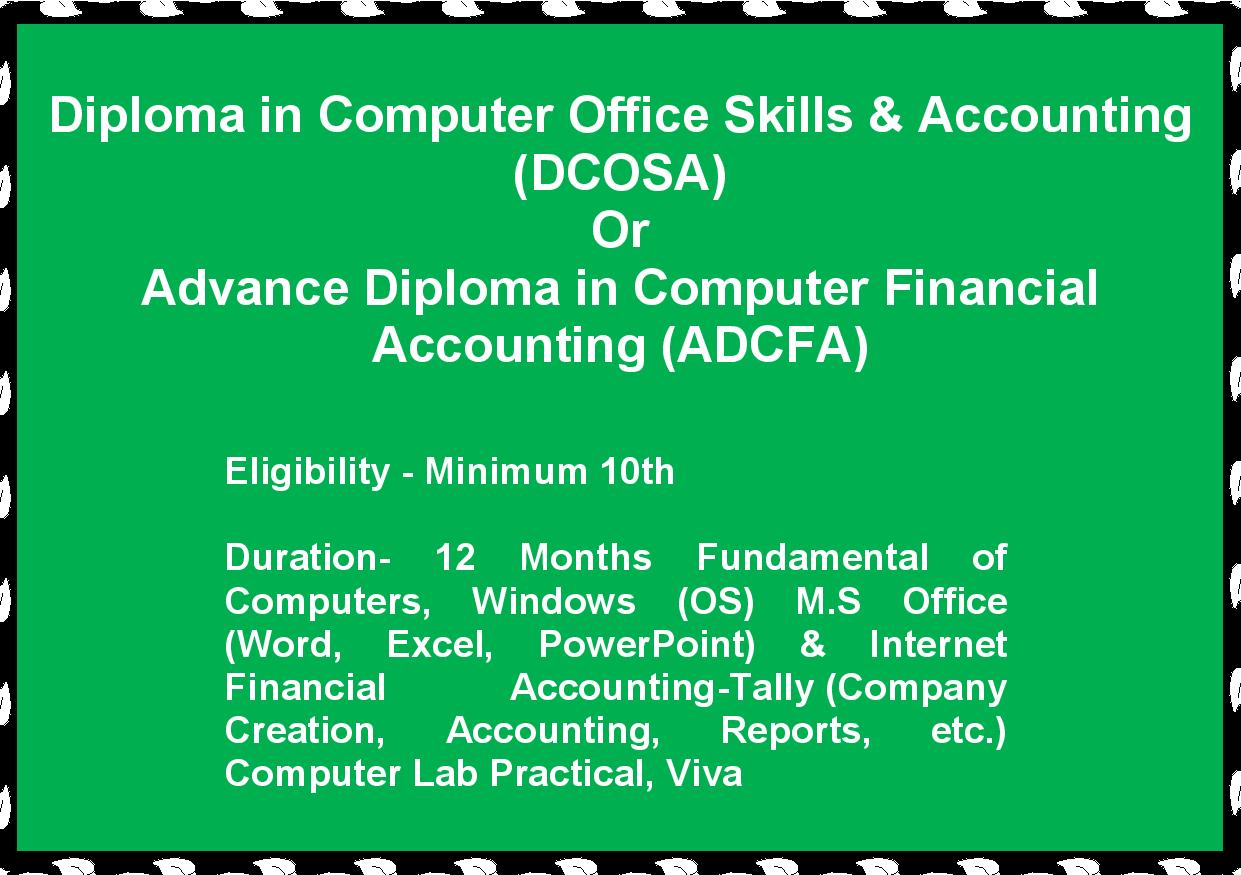 Diploma in Computer Office Skills & Accounting
(DCOSA)
Or
Advance Diploma in Computer Financial
Accounting (ADCFA)
Eligibility - Minimum 10th
Duration- 12 Months Fundamental of
Computers, Windows (OS) M.S Office
(Word, Excel, PowerPoint) & Internet
Financial Accounting-Tally (Company
Creation, Accounting, Reports, etc.)
Computer Lab Practical, Viva